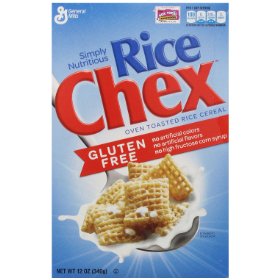 General
Mills
Simply
Nutritious
Rice
Chex
OVEN TOASTED RICE CEREAL
GLUTEN
FREE
no artificial colors
no artificial flavors
no high fructose corn syrup
NET WT 12 OZ (340g)